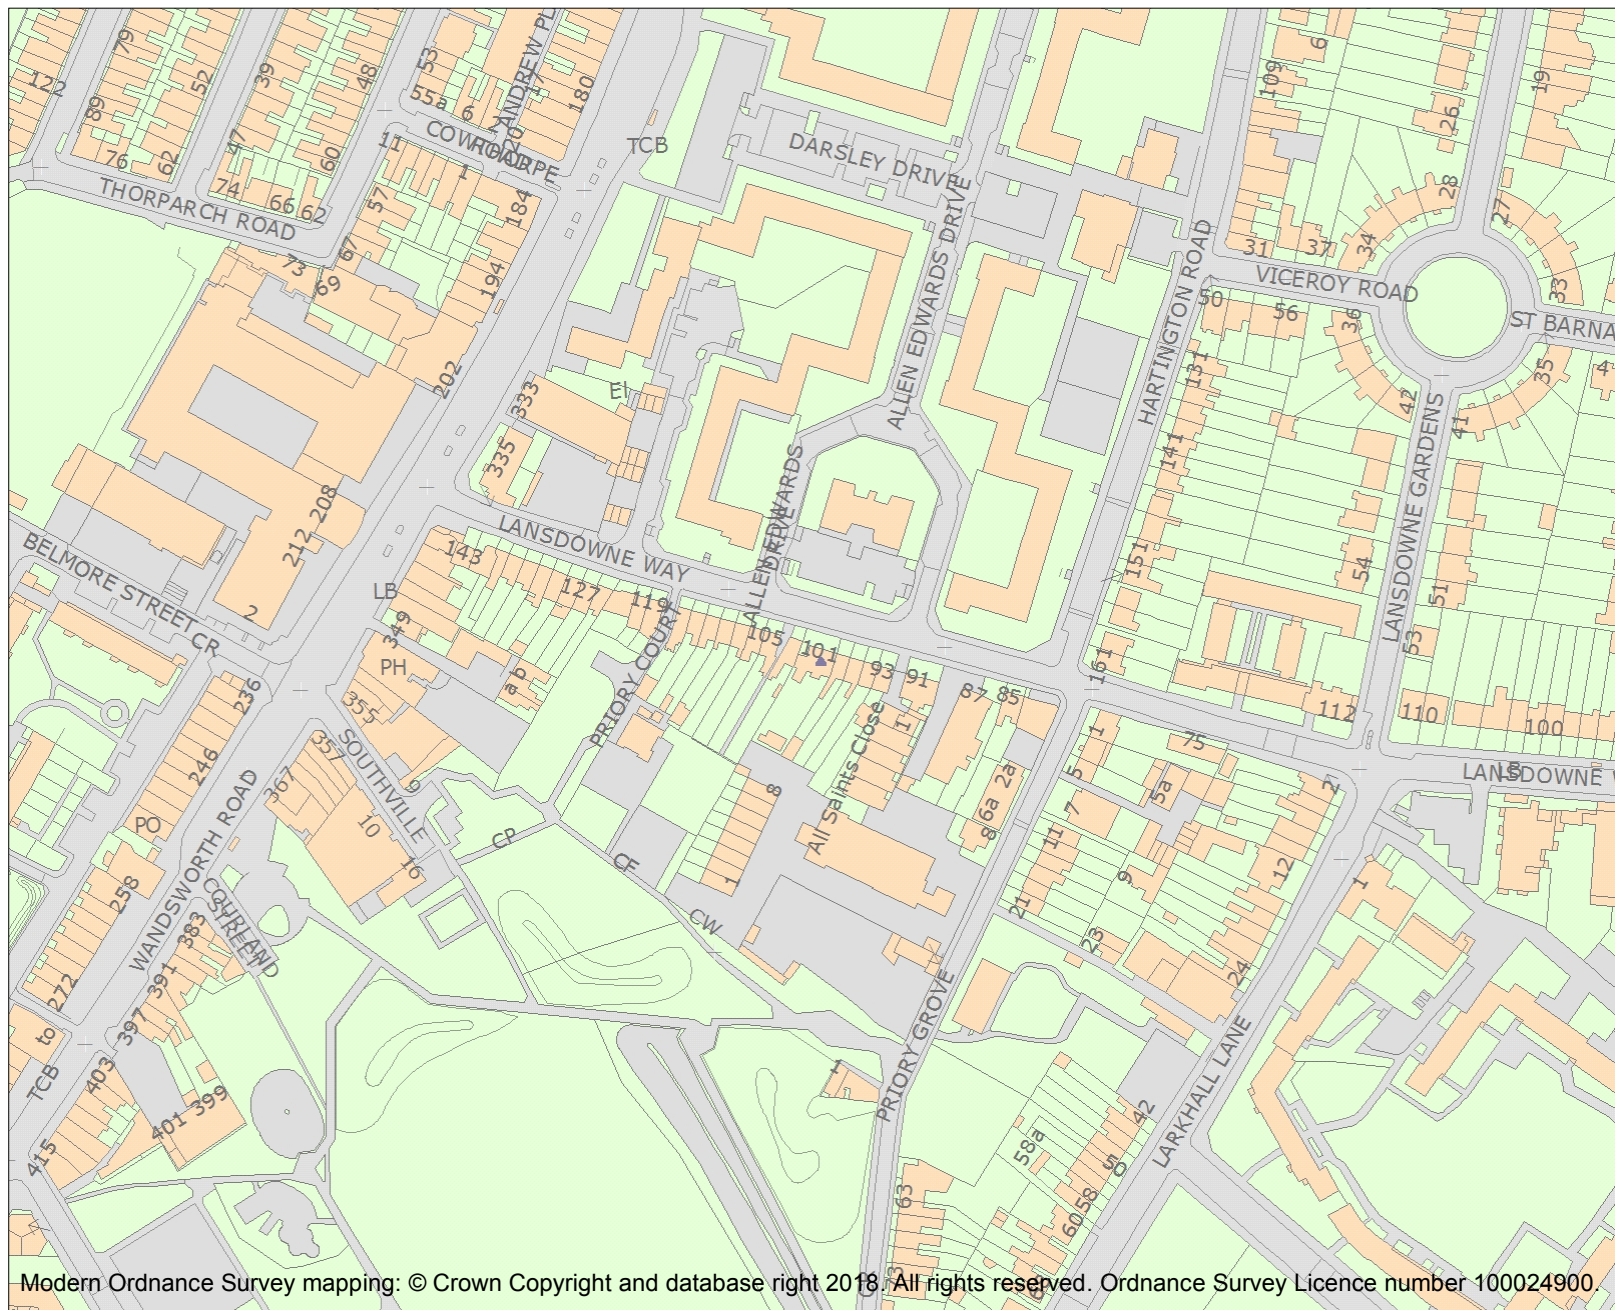 122
79
89
76
52
62
39
47
74
66
62
48
60
53
55a
6
2
ANDREW PL
17
20
180
COWTHORPE
ROAD
11
1
57
67
184
THORPARCH ROAD
73
69
194
202
TCB
DARSLEY DRIVE
ALLEN EDWARDS DRIVE
HARTINGTON ROAD
109
6
26
28
19
27
31
37
34
VICEROY ROAD
33
ST BARNA
50
56
36
35
4
42
41
131
141
151
161
333
335
El
LANSDOWNE GARDENS
54
51
53
208
212
2
BELMORE STREET
CR
LB
143
LANSDOWNE WAY
127
119
ALLEN EDWARDS
DRIVE
105
101
93
91
87
85
349
PH
355
a b
PRIORY COURT
236
246
357
367
SOUTHVILLE
9
10
16
PO
258
WANDSWORTH ROAD
272
to
TCB
COURLAND
STREET
383
391
397
403
401
399
415
CP
CF
CW
8
1
All Saints Close
1
2a
6a
8
1
5
7
11
21
75
5a
9
23
112
110
100
LB
LANSDOWNE W
21
12
24
1
PRIORY GROVE
LARKHALL LANE
1
42
50
58
58a
60
63
Modern Ordnance Survey mapping: © Crown Copyright and database right 2018. All rights reserved. Ordnance Survey Licence number 100024900.